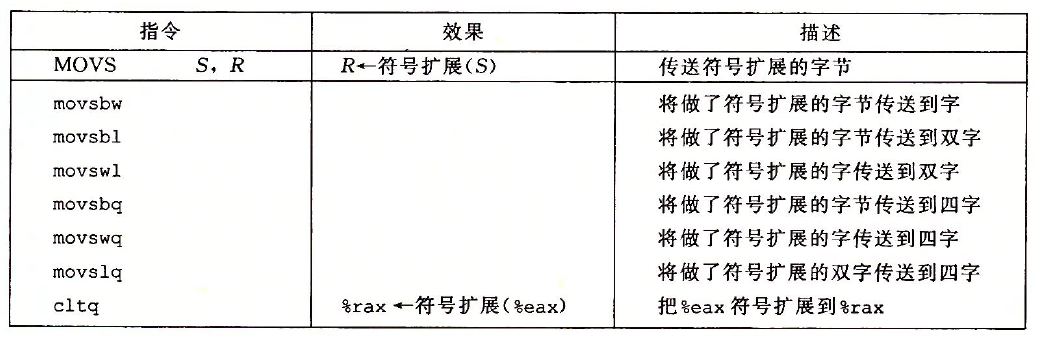 指令 效果 描述
MOVS S, R R←符号扩展(S) 传送符号扩展的字节
movsbw 将做了符号扩展的字节传送到字
movsbl 将做了符号扩展的字节传送到双字
movswl 将做了符号扩展的字传送到双字
movsbq 将做了符号扩展的字节传送到四字
movswq 将做了符号扩展的字传送到四字
movslq 将做了符号扩展的双字传送到四字
cltq %rax←符号扩展(%eax) 把%eax符号扩展到%rax